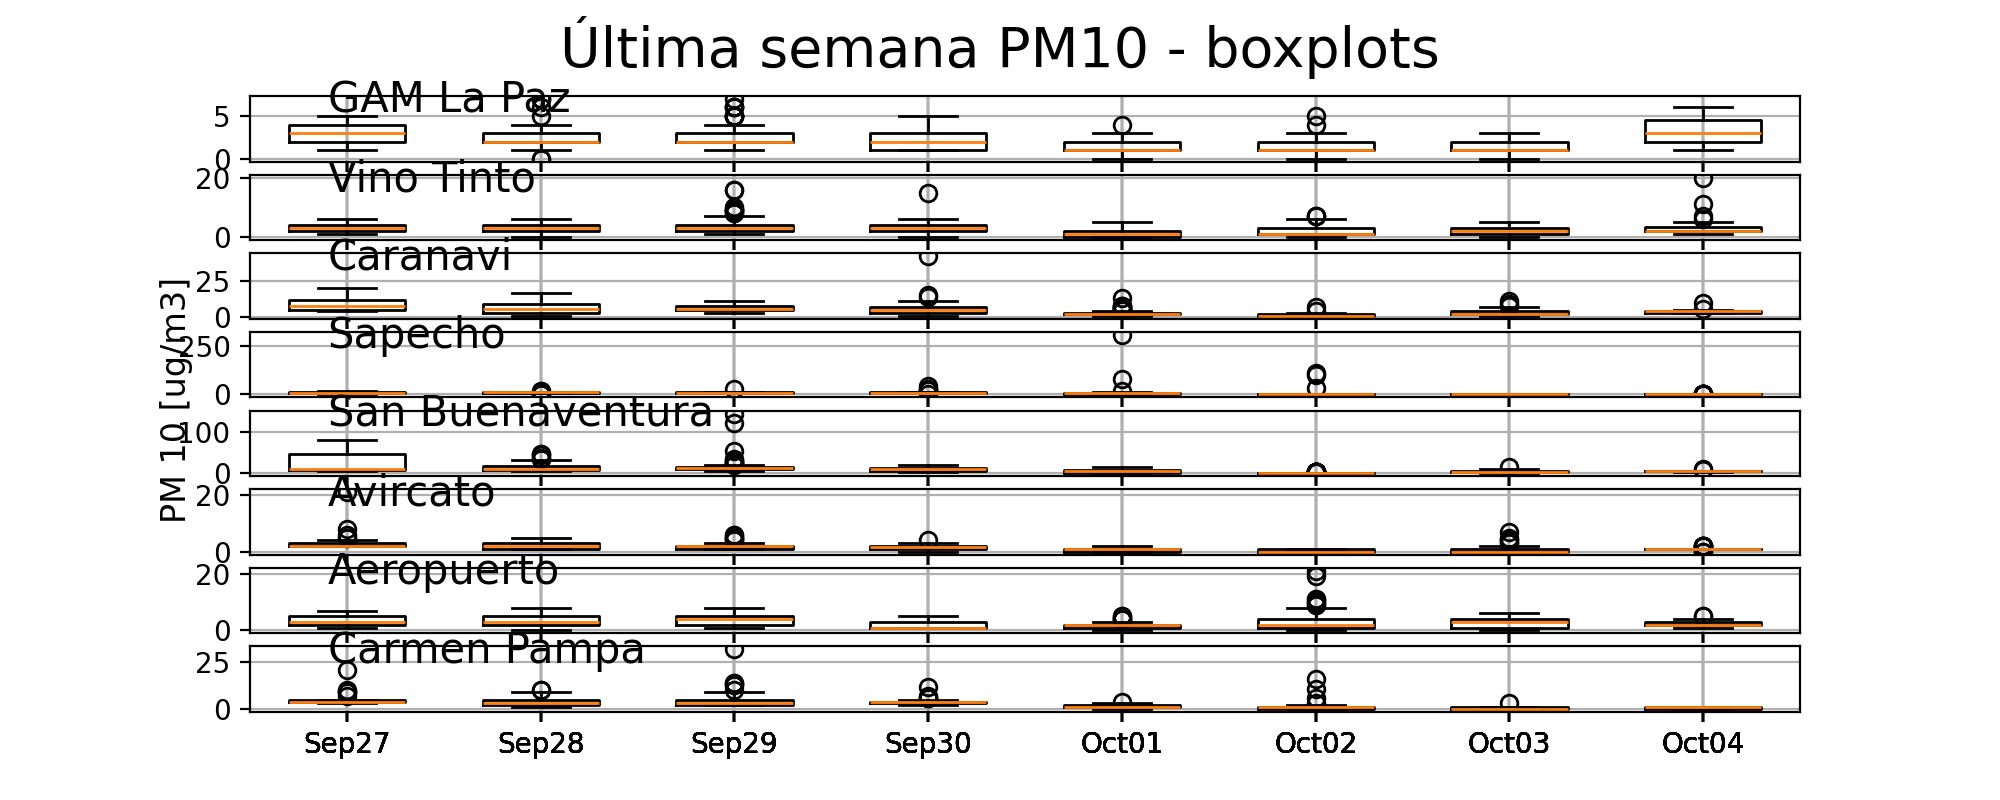 Última semana PM10 - boxplots
PM 10 [ug/m3]
GAM La Paz
5
0
Vino Tinto
20
0
Caranavi
25
0
Sapecho
250
0
San Buenaventura
100
0
Avircato
20
0
Aeropuerto
20
0
Carmen Pampa
25
0
Sep27 Sep28 Sep29 Sep30 Oct01 Oct02 Oct03 Oct04